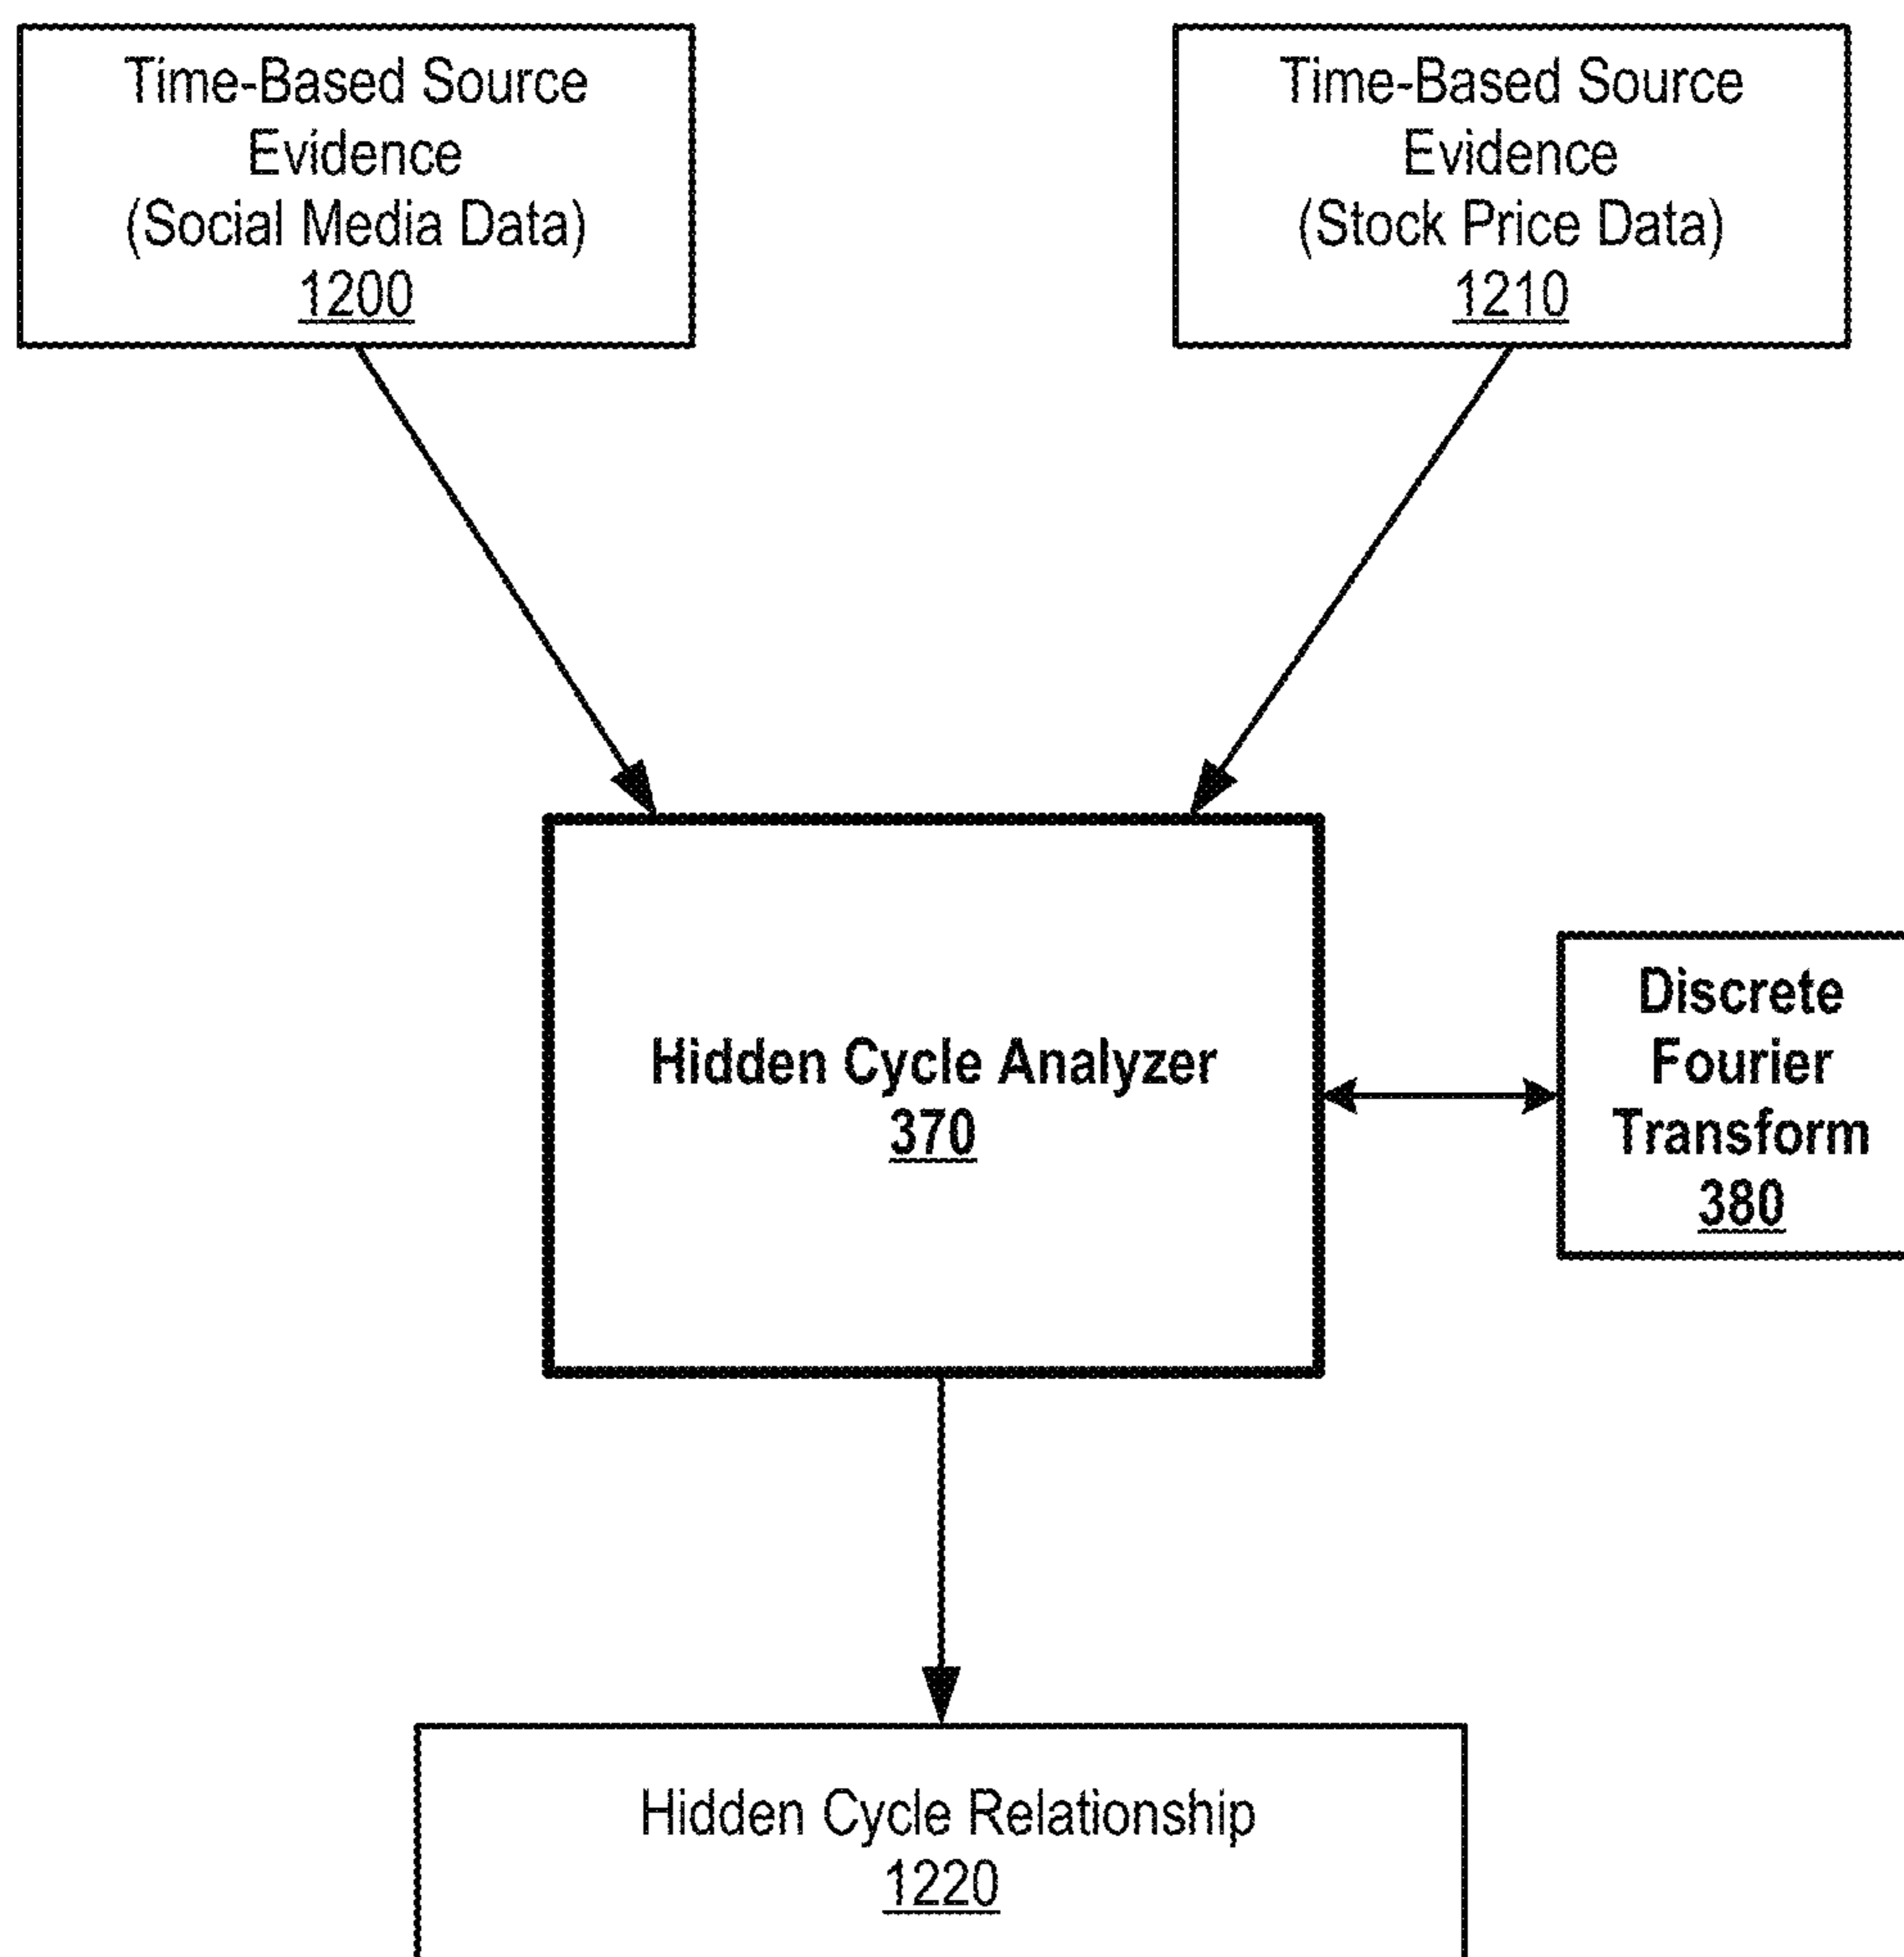 Time-Based Source
Evidence
(Social Media Data)
1200
Time-Based Source
Evidence
(Stock Price Data)
1210
Hidden Cycle Analyzer
370
Discrete
Fourier
Transform
380
Hidden Cycle Relationship
1220